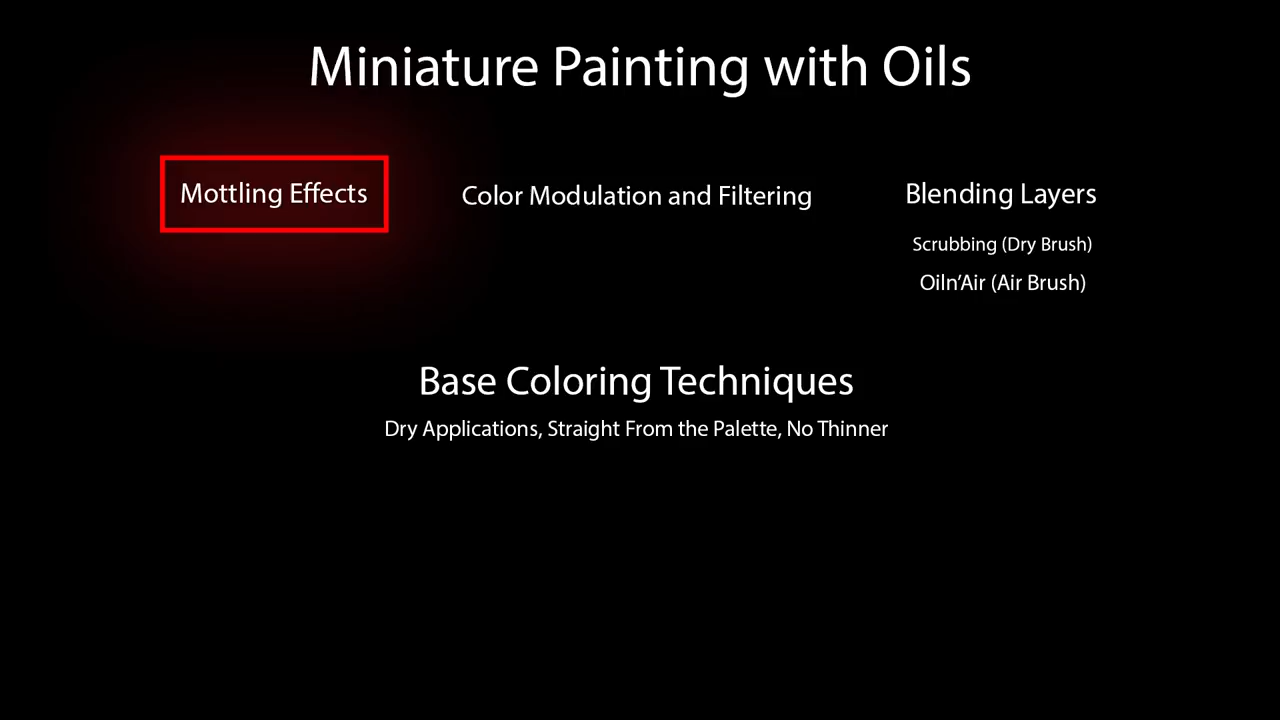 Miniature Painting with Oils
Mottling Effects
Color Modulation and Filtering
Blending Layers
Scrubbing (Dry Brush)
Oiln'Air (Air Brush)
Base Coloring Techniques
Dry Applications, Straight From the Palette, No Thinner